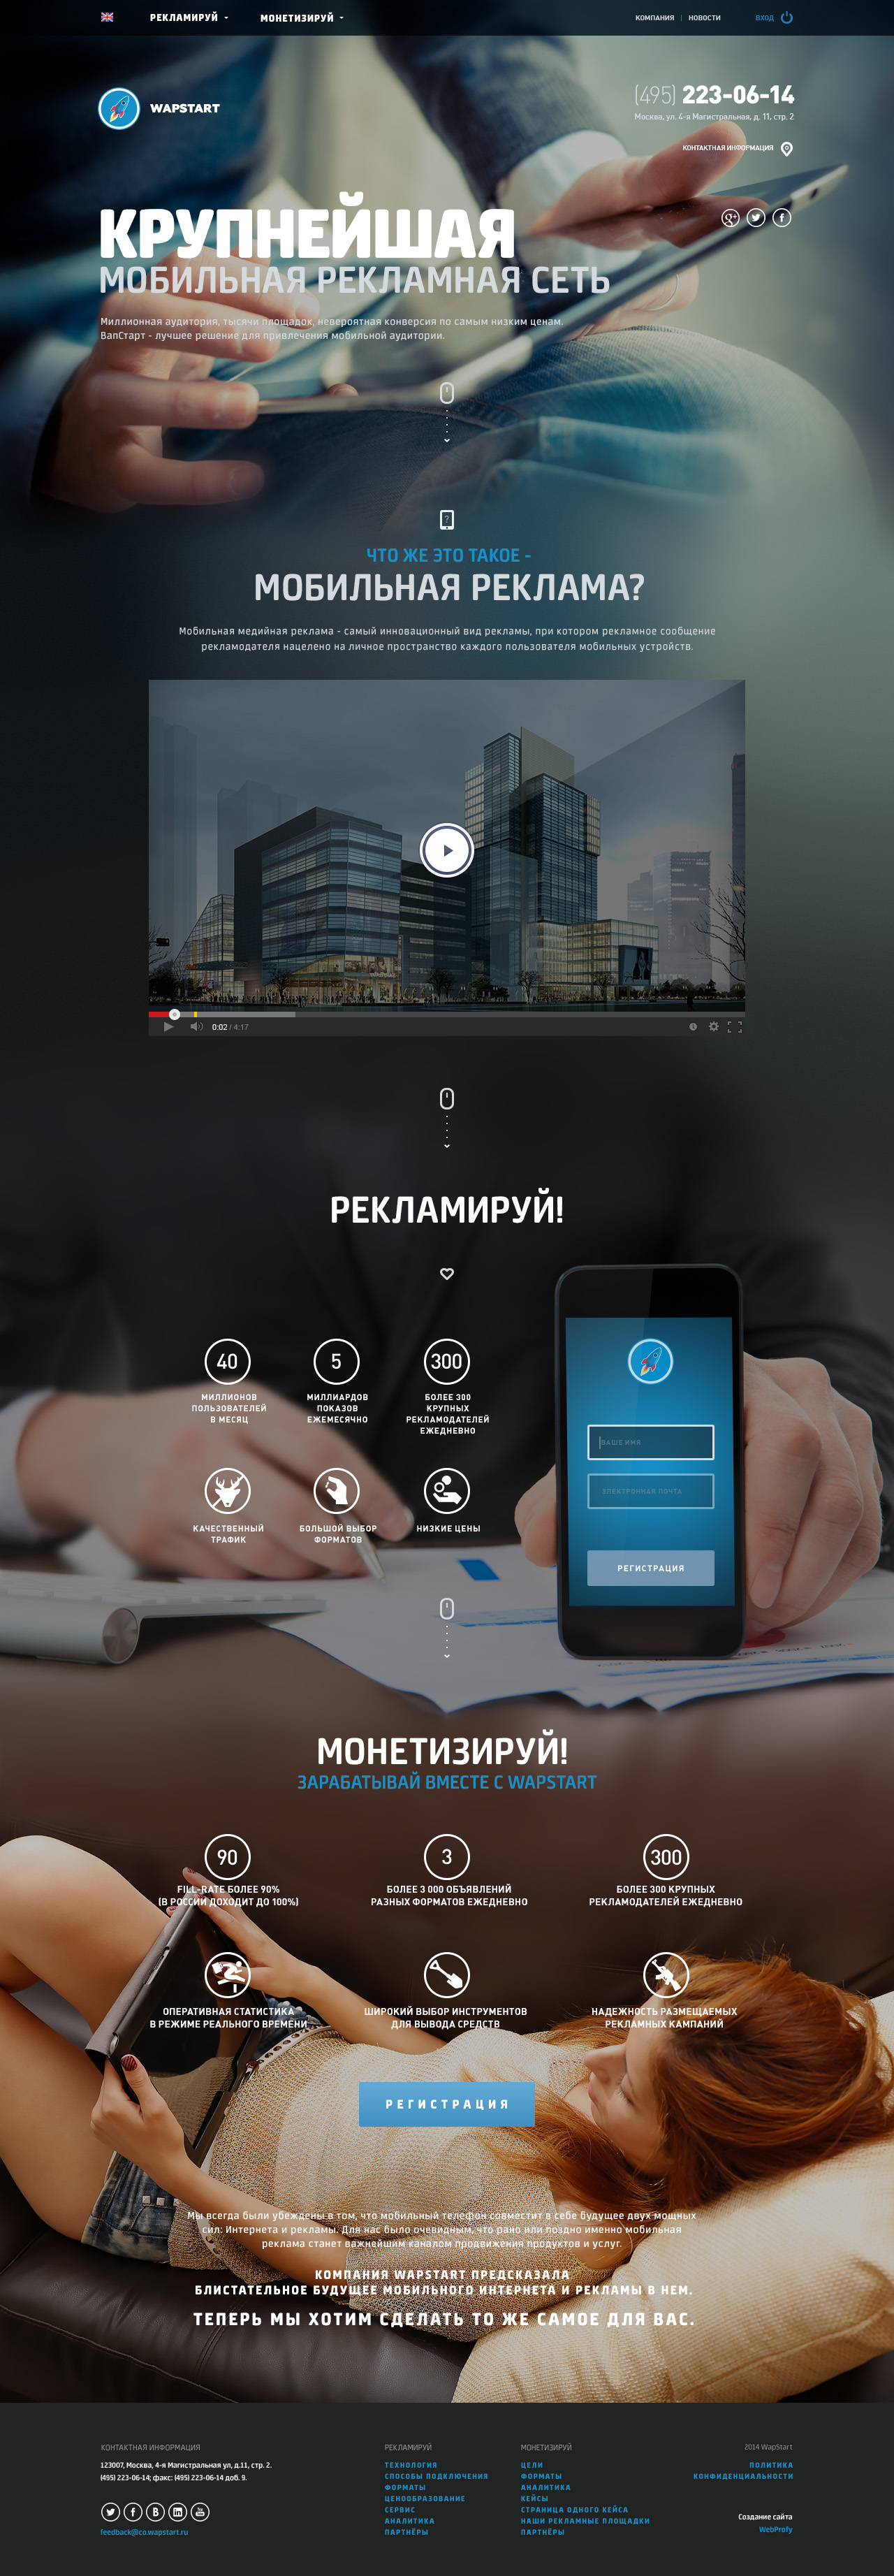 РЕКЛАМИРУЙ
МОНЕТИЗИРУЙ
КОМПАНИЯ | НОВОСТИ
ВХОД
WAPSTART
(495) 223-06-14
Москва, ул. 4-я Магистральная, д. 11, стр. 2
КОНТАКТНАЯ ИНФОРМАЦИЯ
КРУПНЕЙШАЯ
МОБИЛЬНАЯ РЕКЛАМНАЯ СЕТЬ
Миллионная аудитория, тысячи площадок, невероятная конверсия по самым низким ценам.
ВапСтарт - лучшее решение для привлечения мобильной аудитории.
?
ЧТО ЖЕ ЭТО ТАКОЕ -
МОБИЛЬНАЯ РЕКЛАМА?
Мобильная медийная реклама - самый инновационный вид рекламы, при котором рекламное сообщение
рекламодателя нацелено на личное пространство каждого пользователя мобильных устройств.
0:02 / 4:17
РЕКЛАМИРУЙ!
40
МИЛЛИОНОВ
ПОЛЬЗОВАТЕЛЕЙ
В МЕСЯЦ
5
МИЛЛИАРДОВ
ПОКАЗОВ
ЕЖЕМЕСЯЧНО
300
БОЛЕЕ 300
КРУПНЫХ
РЕКЛАМОДАТЕЛЕЙ
ЕЖЕДНЕВНО
КАЧЕСТВЕННЫЙ
ТРАФИК
БОЛЬШОЙ ВЫБОР
ФОРМАТОВ
НИЗКИЕ ЦЕНЫ
ВАШЕ ИМЯ
ЭЛЕКТРОННАЯ ПОЧТА
РЕГИСТРАЦИЯ
МОНЕТИЗИРУЙ!
ЗАРАБАТЫВАЙ ВМЕСТЕ С WAPSTART
90
FILL-RATE БОЛЕЕ 90%
(В РОССИИ ДОХОДИТ ДО 100%)
3
БОЛЕЕ 3 000 ОБЪЯВЛЕНИЙ
РАЗНЫХ ФОРМАТОВ ЕЖЕДНЕВНО
300
БОЛЕЕ 300 КРУПНЫХ
РЕКЛАМОДАТЕЛЕЙ ЕЖЕДНЕВНО
ОПЕРАТИВНАЯ СТАТИСТИКА
В РЕЖИМЕ РЕАЛЬНОГО ВРЕМЕНИ
ШИРОКИЙ ВЫБОР ИНСТРУМЕНТОВ
ДЛЯ ВЫВОДА СРЕДСТВ
НАДЕЖНОСТЬ РАЗМЕЩАЕМЫХ
РЕКЛАМНЫХ КАМПАНИЙ
РЕГИСТРАЦИЯ
Мы всегда были убеждены в том, что мобильный телефон совместит в себе будущее двух мощных
сил: Интернета и рекламы. Для нас было очевидным, что рано или поздно именно мобильная
реклама станет важнейшим каналом продвижения продуктов и услуг.
КОМПАНИЯ WAPSTART ПРЕДСКАЗАЛА
БЛИСТАТЕЛЬНОЕ БУДУЩЕЕ МОБИЛЬНОГО ИНТЕРНЕТА И РЕКЛАМЫ В НЕМ.
ТЕПЕРЬ МЫ ХОТИМ СДЕЛАТЬ ТО ЖЕ САМОЕ ДЛЯ ВАС.
КОНТАКТНАЯ ИНФОРМАЦИЯ
123007, Москва, 4-я Магистральная ул, д.11, стр. 2.
(495) 223-06-14; факс: (495) 223-06-14 доб. 9.
feedback@co.wapstart.ru
РЕКЛАМИРУЙ
ТЕХНОЛОГИЯ
СПОСОБЫ ПОДКЛЮЧЕНИЯ
ФОРМАТЫ
ЦЕНООБРАЗОВАНИЕ
СЕРВИС
АНАЛИТИКА
ПАРТНЁРЫ
МОНЕТИЗИРУЙ
ЦЕЛИ
ФОРМАТЫ
АНАЛИТИКА
КЕЙСЫ
СТРАНИЦА ОДНОГО КЕЙСА
НАШИ РЕКЛАМНЫЕ ПЛОЩАДКИ
ПАРТНЁРЫ
2014 WapStart
ПОЛИТИКА
КОНФИДЕНЦИАЛЬНОСТИ
Создание сайта
WebProfy